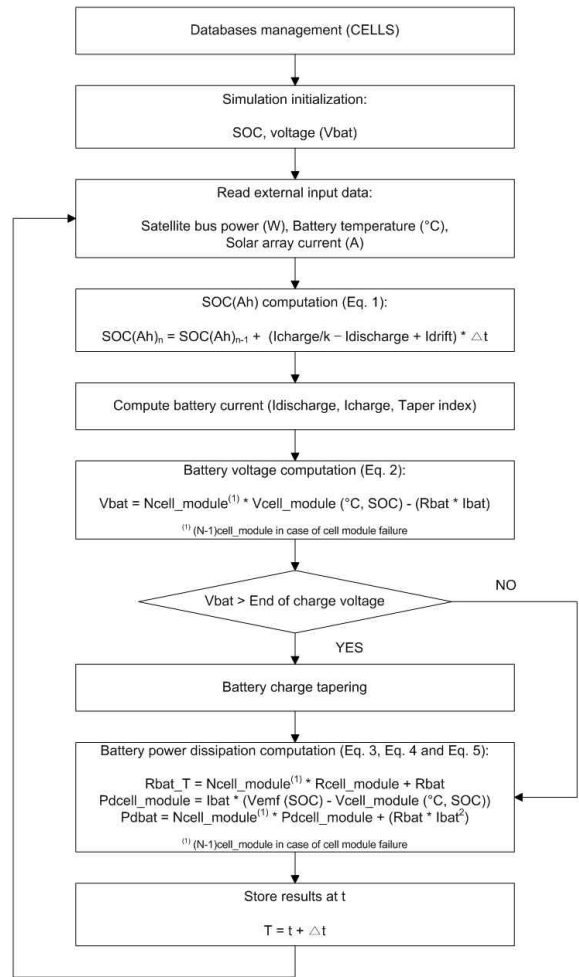 Databases management (CELLS)
Simulation initialization:
SOC, voltage (Vbat)
Read external input data:
Satellite bus power (W), Battery temperature (°C),
Solar array current (A)
SOC(Ah) computation (Eq. 1):
SOC(Ah)ₙ = SOC(Ah)ₙ₋₁ + (Icharge/k – Idischarge + Idrift) * △t
Compute battery current (Idischarge, Icharge, Taper index)
Battery voltage computation (Eq. 2):
Vbat = Ncell_module⁽¹⁾ * Vcell_module (°C, SOC) - (Rbat * Ibat)
⁽¹⁾ (N-1)cell_module in case of cell module failure
Vbat > End of charge voltage
NO
YES
Battery charge tapering
Battery power dissipation computation (Eq. 3, Eq. 4 and Eq. 5):
Rbat_T = Ncell_module⁽¹⁾ * Rcell_module + Rbat
Pdcell_module = Ibat * (Vemf (SOC) - Vcell_module (°C, SOC))
Pdbat = Ncell_module⁽¹⁾ * Pdcell_module + (Rbat * Ibat²)
⁽¹⁾ (N-1)cell_module in case of cell module failure
Store results at t
T = t + △t